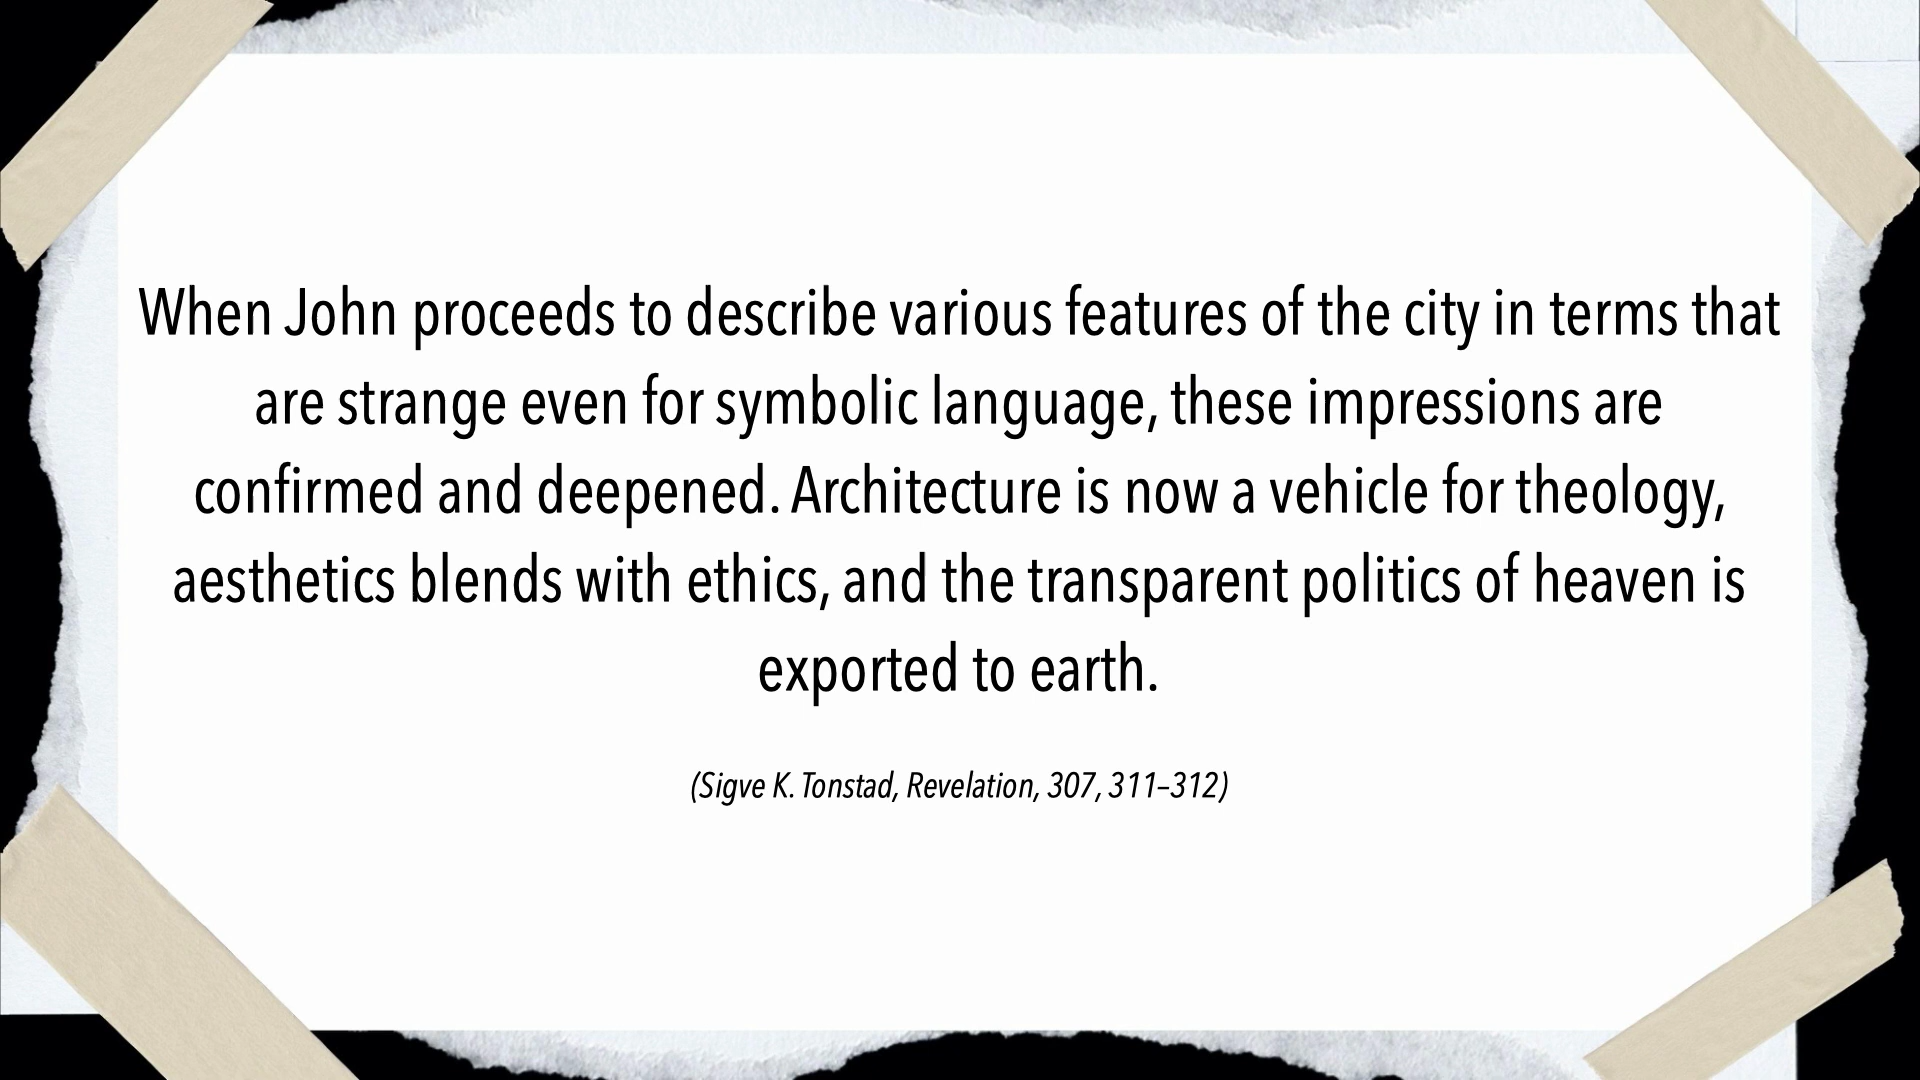 When John proceeds to describe various features of the city in terms that
are strange even for symbolic language, these impressions are
confirmed and deepened. Architecture is now a vehicle for theology,
aesthetics blends with ethics, and the transparent politics of heaven is
exported to earth.
(Sigve K. Tonstad, Revelation, 307, 311–312)